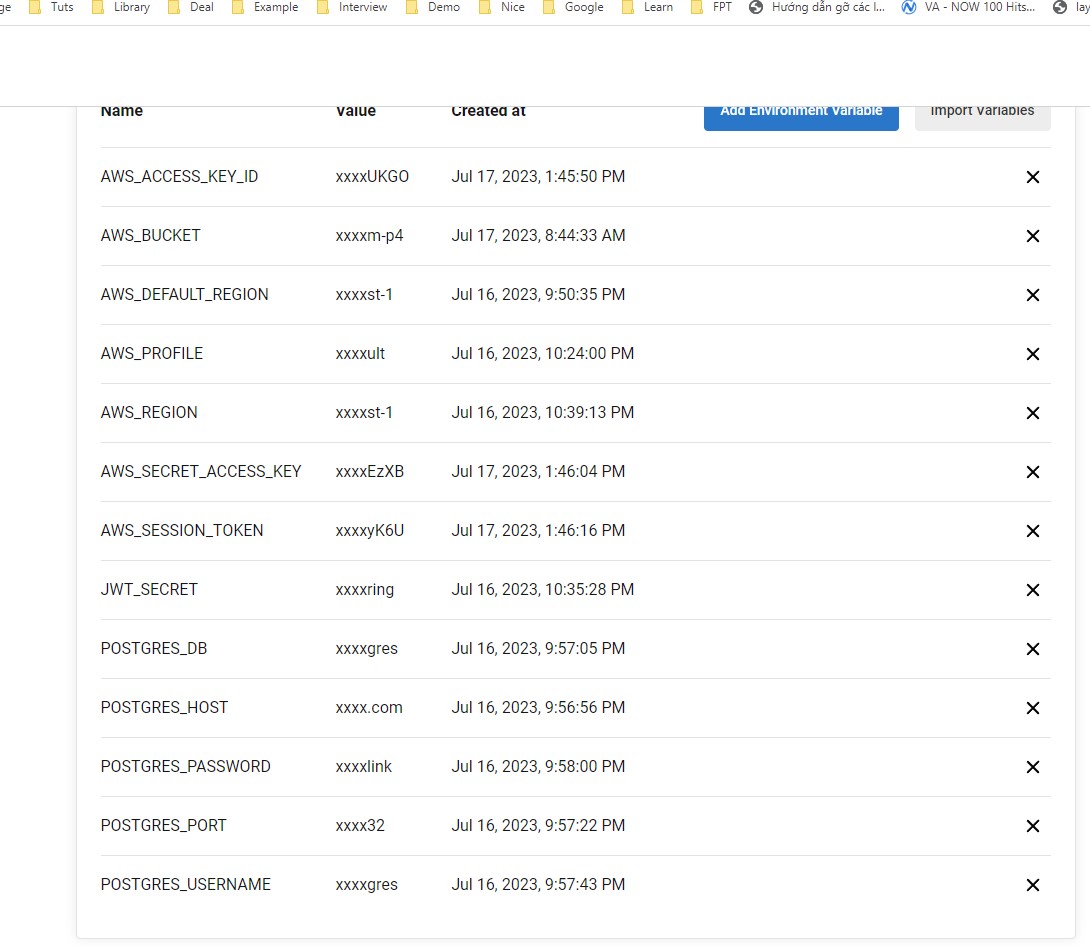 ge Tuts Library Deal Example Interview Demo Nice Google Learn FPT Hướng dẫn gỡ các l... VA - NOW 100 Hits... lay
Name Value Created at Add Environment Variable Import Variables
AWS_ACCESS_KEY_ID xxxxUKGO Jul 17, 2023, 1:45:50 PM
AWS_BUCKET xxxxm-p4 Jul 17, 2023, 8:44:33 AM
AWS_DEFAULT_REGION xxxxst-1 Jul 16, 2023, 9:50:35 PM
AWS_PROFILE xxxxult Jul 16, 2023, 10:24:00 PM
AWS_REGION xxxxst-1 Jul 16, 2023, 10:39:13 PM
AWS_SECRET_ACCESS_KEY xxxxEzXB Jul 17, 2023, 1:46:04 PM
AWS_SESSION_TOKEN xxxxyK6U Jul 17, 2023, 1:46:16 PM
JWT_SECRET xxxxring Jul 16, 2023, 10:35:28 PM
POSTGRES_DB xxxxgres Jul 16, 2023, 9:57:05 PM
POSTGRES_HOST xxxx.com Jul 16, 2023, 9:56:56 PM
POSTGRES_PASSWORD xxxxlink Jul 16, 2023, 9:58:00 PM
POSTGRES_PORT xxxx32 Jul 16, 2023, 9:57:22 PM
POSTGRES_USERNAME xxxxgres Jul 16, 2023, 9:57:43 PM